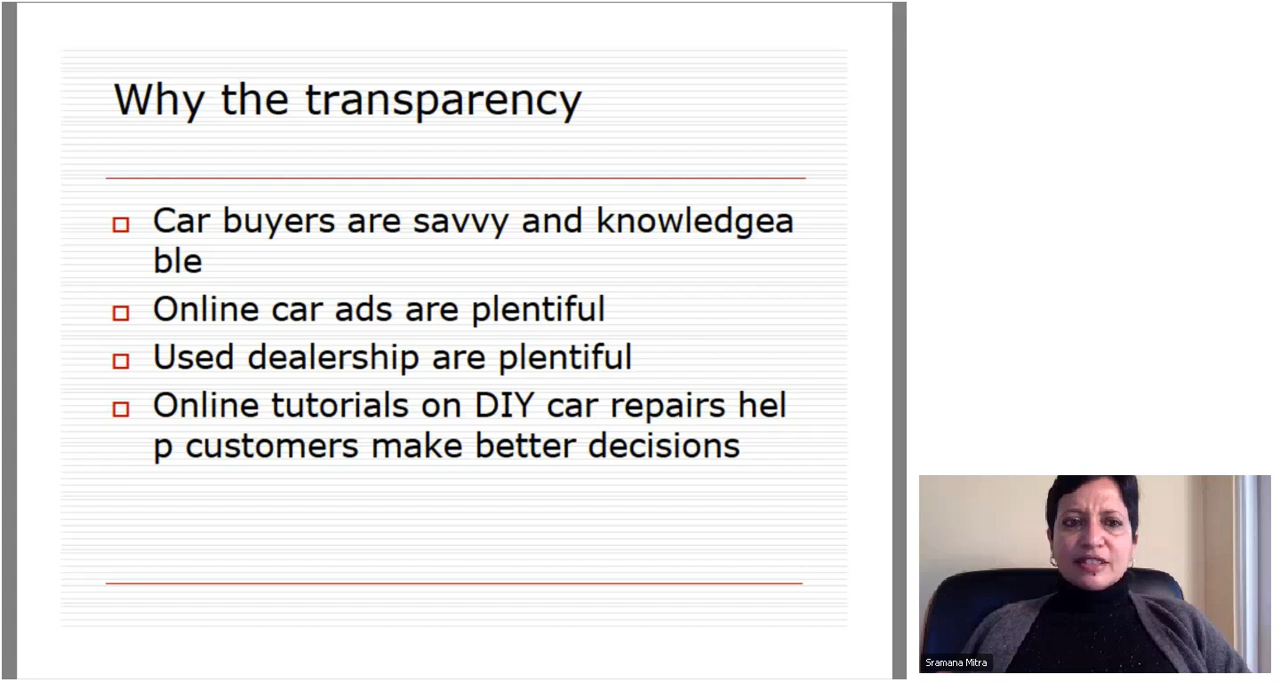 Why the transparency
Car buyers are savvy and knowledgea
ble
Online car ads are plentiful
Used dealership are plentiful
Online tutorials on DIY car repairs hel
p customers make better decisions
Sramana Mitra